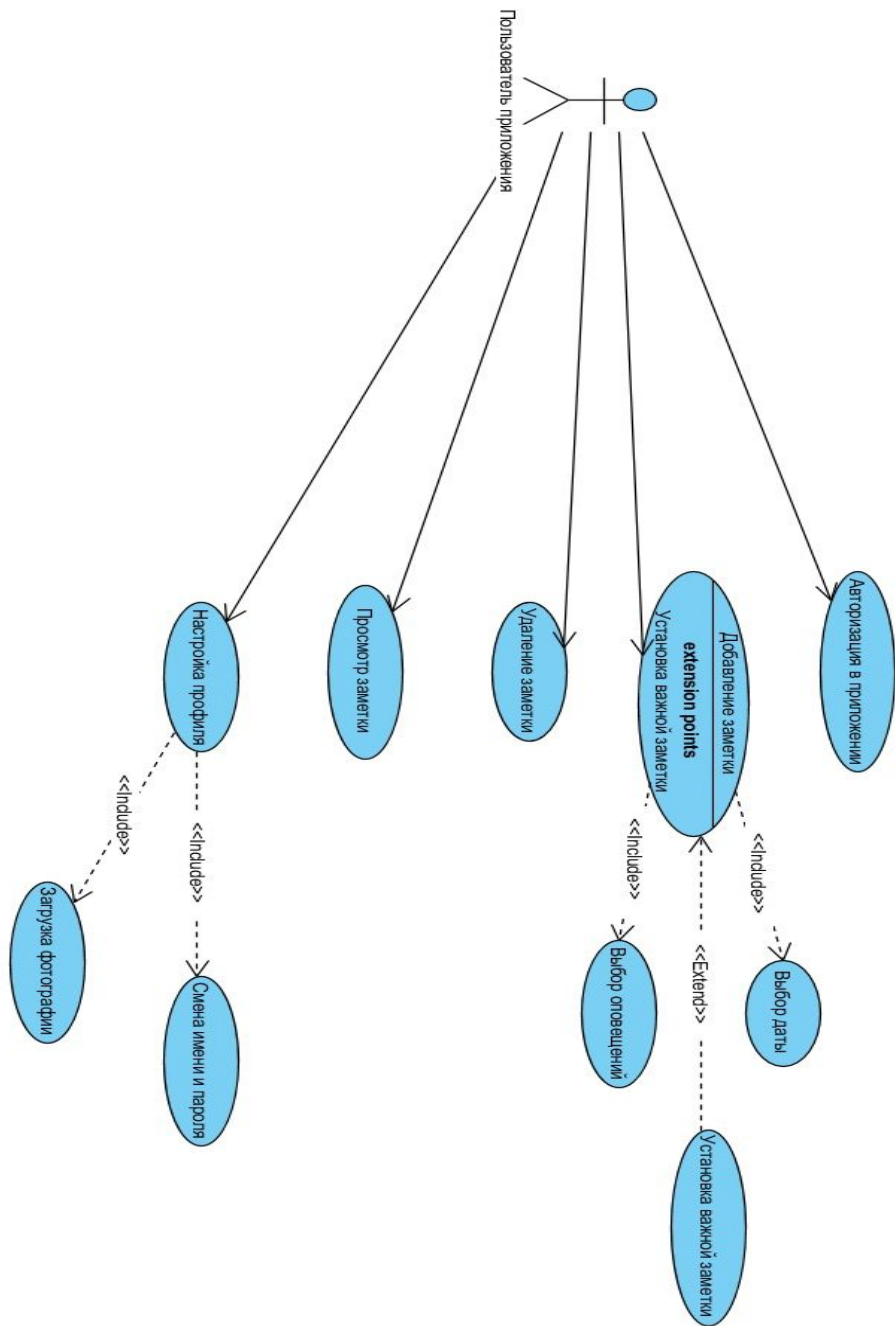 Пользователь приложения
Авторизация в приложении
Добавление заметки
extension points
Установка важной заметки
<<Include>>
Выбор даты
<<Extend>>
Установка важной заметки
<<Include>>
Выбор оповещений
Удаление заметки
Просмотр заметки
Настройка профиля
<<Include>>
Смена имени и пароля
<<Include>>
Загрузка фотографии